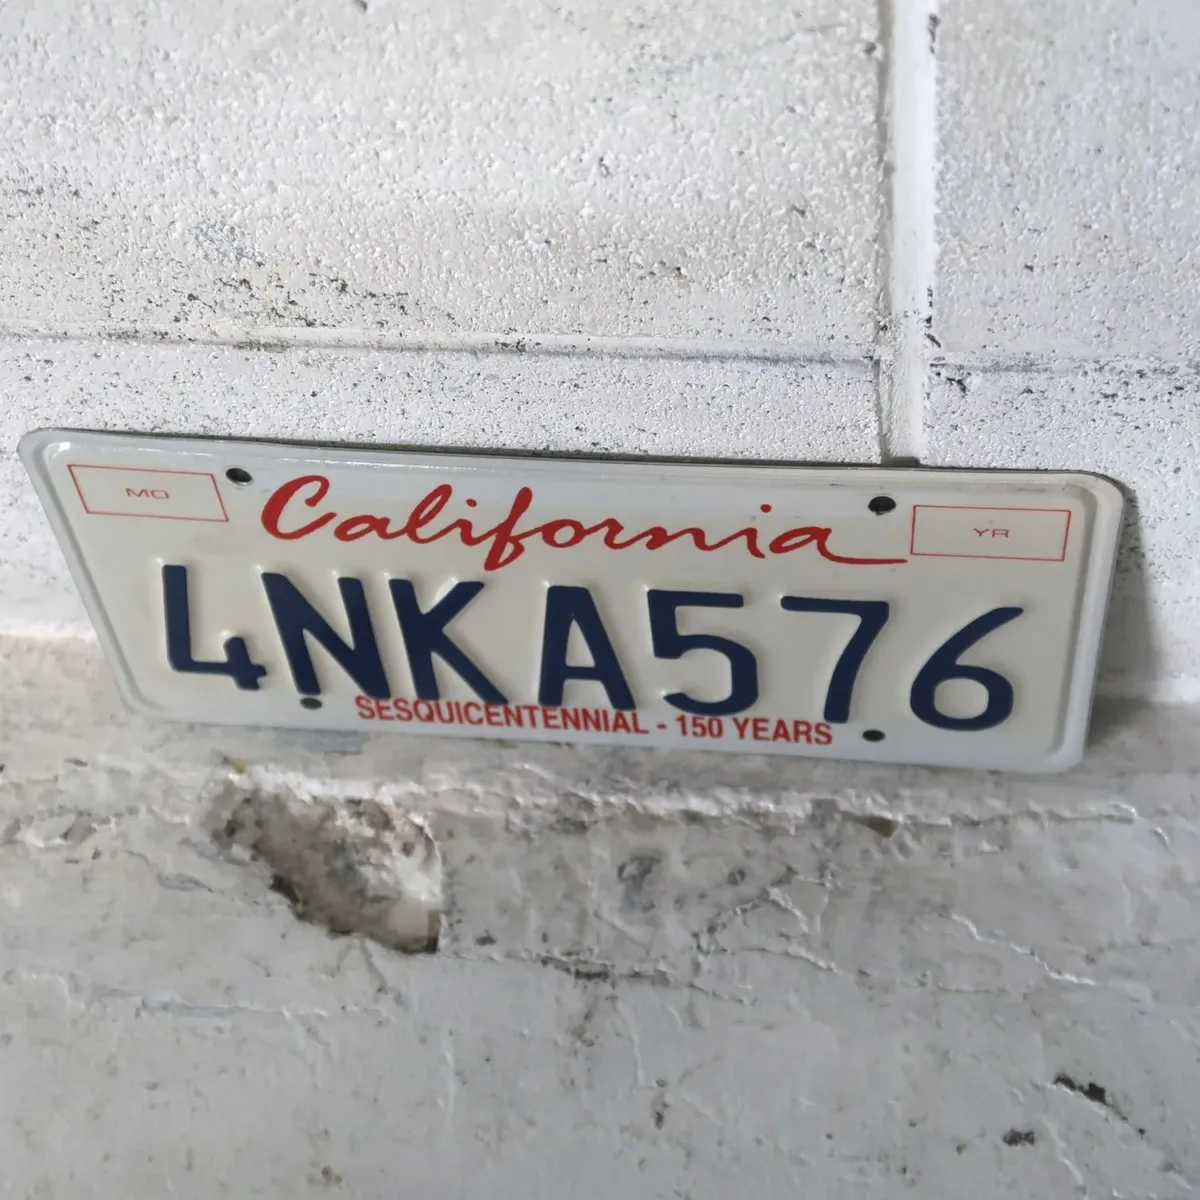 MO
California
YR
4NKA576
SESQUICENTENNIAL - 150 YEARS